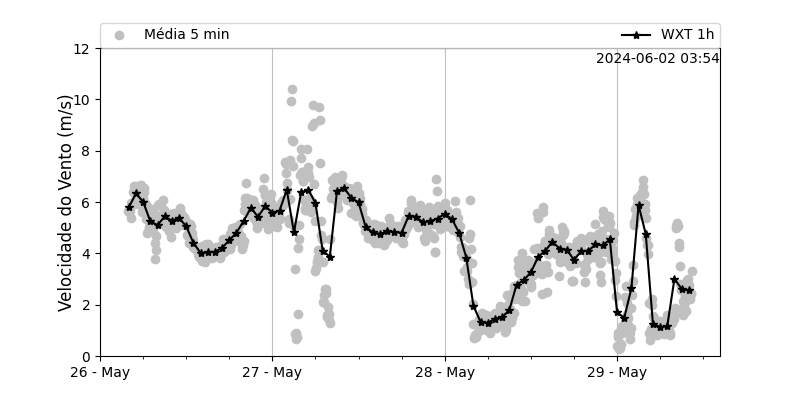 Média 5 min
WXT 1h
2024-06-02 03:54
Velocidade do Vento (m/s)
12
10
8
6
4
2
0
26 - May
27 - May
28 - May
29 - May